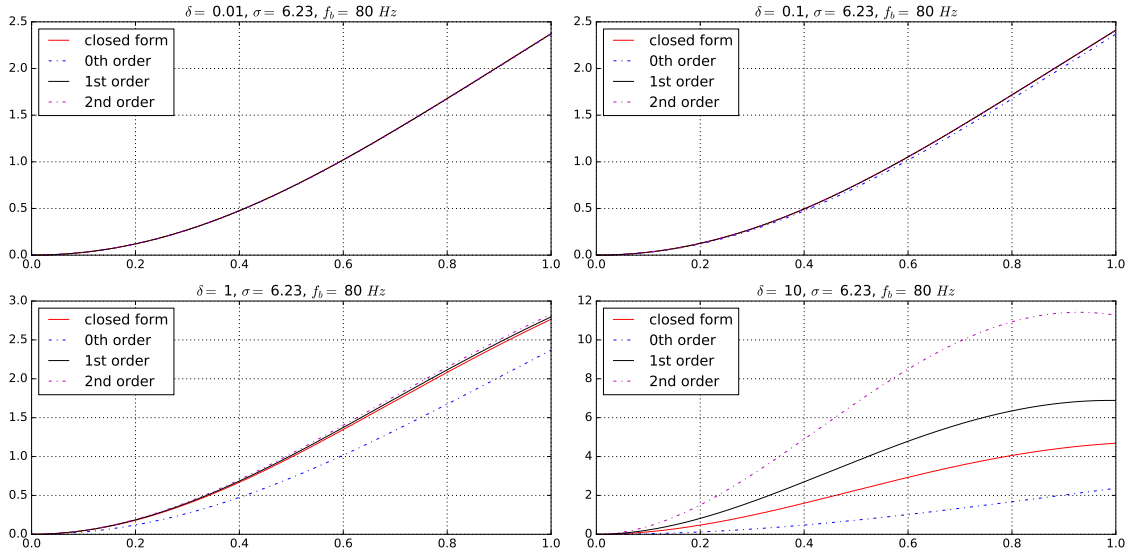 δ = 0.01, σ = 6.23, f_b = 80 Hz
2.5
2.0
1.5
1.0
0.5
0.0
closed form
0th order
1st order
2nd order
0.0 0.2 0.4 0.6 0.8 1.0
δ = 0.1, σ = 6.23, f_b = 80 Hz
2.5
2.0
1.5
1.0
0.5
0.0
closed form
0th order
1st order
2nd order
0.0 0.2 0.4 0.6 0.8 1.0
δ = 1, σ = 6.23, f_b = 80 Hz
3.0
2.5
2.0
1.5
1.0
0.5
0.0
closed form
0th order
1st order
2nd order
0.0 0.2 0.4 0.6 0.8 1.0
δ = 10, σ = 6.23, f_b = 80 Hz
12
10
8
6
4
2
0
closed form
0th order
1st order
2nd order
0.0 0.2 0.4 0.6 0.8 1.0